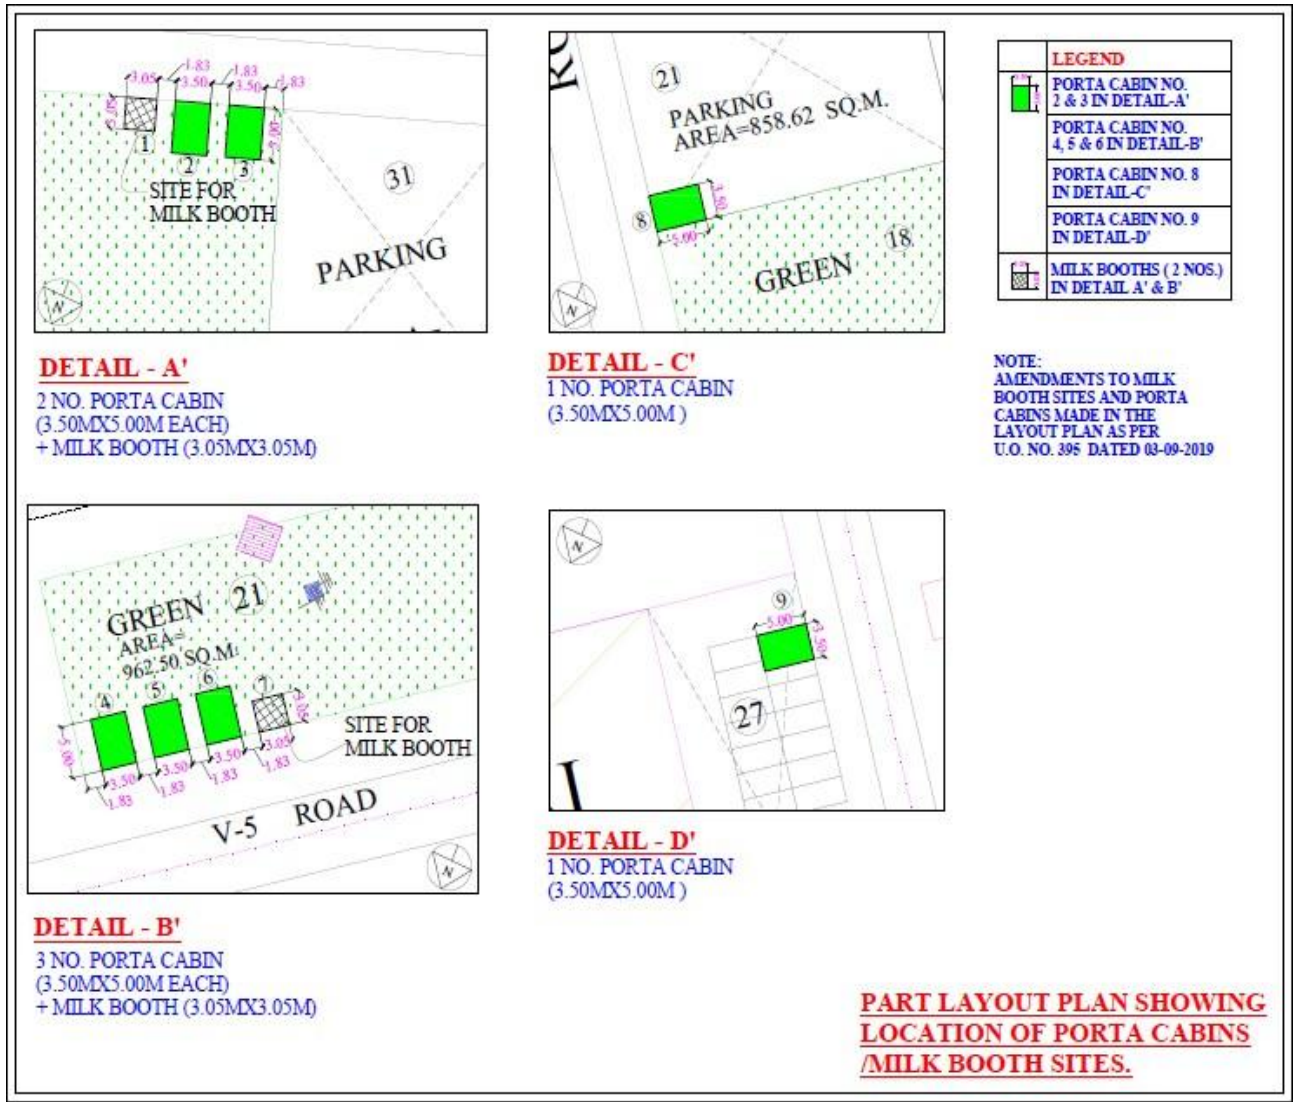 3.05
1.83
3.50
1.83
3.50
1.83
3.05
5.00
1
2
3
SITE FOR
MILK BOOTH
31
PARKING
N
DETAIL - A'
2 NO. PORTA CABIN
(3.50MX5.00M EACH)
+ MILK BOOTH (3.05MX3.05M)
21
PARKING
AREA=858.62 SQ.M.
8
3.50
5.00
18
GREEN
N
DETAIL - C'
1 NO. PORTA CABIN
(3.50MX5.00M )
LEGEND
PORTA CABIN NO.
2 & 3 IN DETAIL-A'
PORTA CABIN NO.
4, 5 & 6 IN DETAIL-B'
PORTA CABIN NO. 8
IN DETAIL-C'
PORTA CABIN NO. 9
IN DETAIL-D'
MILK BOOTHS ( 2 NOS.)
IN DETAIL A' & B'
NOTE:
AMENDMENTS TO MILK
BOOTH SITES AND PORTA
CABINS MADE IN THE
LAYOUT PLAN AS PER
U.O. NO. 395 DATED 03-09-2019
GREEN 21
AREA=
962.50 SQ.M.
4
5
6
7
5.00
3.50
3.50
3.50
3.05
3.05
1.83
1.83
1.83
1.83
SITE FOR
MILK BOOTH
V-5 ROAD
N
DETAIL - B'
3 NO. PORTA CABIN
(3.50MX5.00M EACH)
+ MILK BOOTH (3.05MX3.05M)
N
9
5.00
3.50
27
DETAIL - D'
1 NO. PORTA CABIN
(3.50MX5.00M )
PART LAYOUT PLAN SHOWING
LOCATION OF PORTA CABINS
/MILK BOOTH SITES.